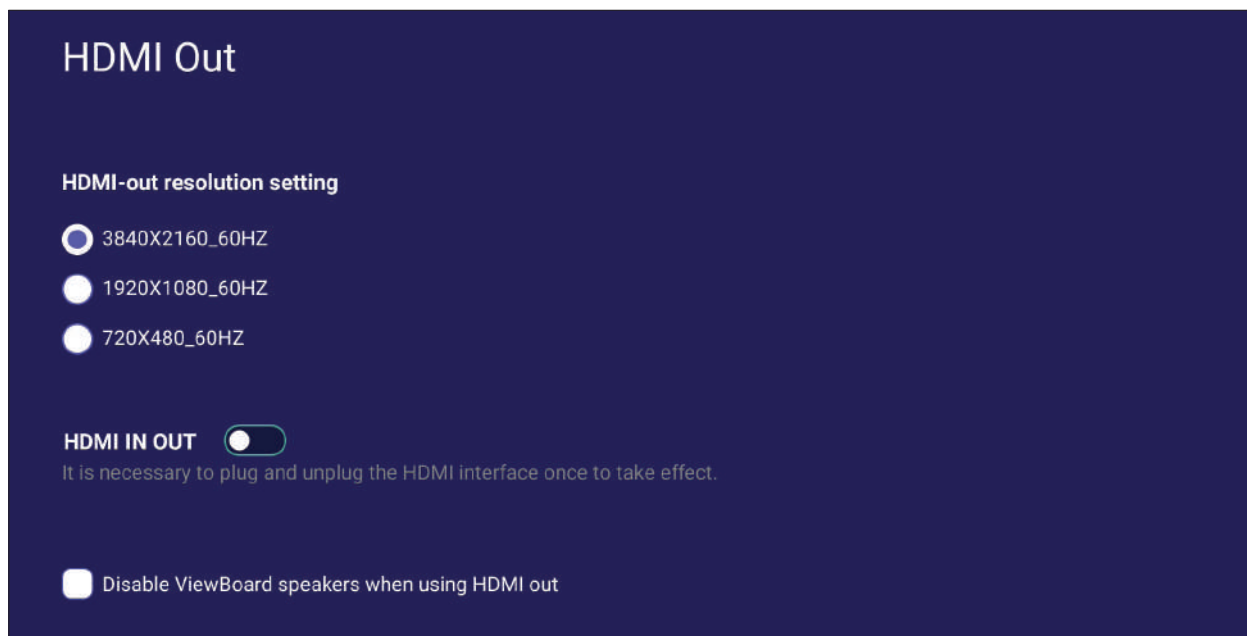 HDMI Out
HDMI-out resolution setting
3840X2160_60HZ
1920X1080_60HZ
720X480_60HZ
HDMI IN OUT
It is necessary to plug and unplug the HDMI interface once to take effect.
Disable ViewBoard speakers when using HDMI out